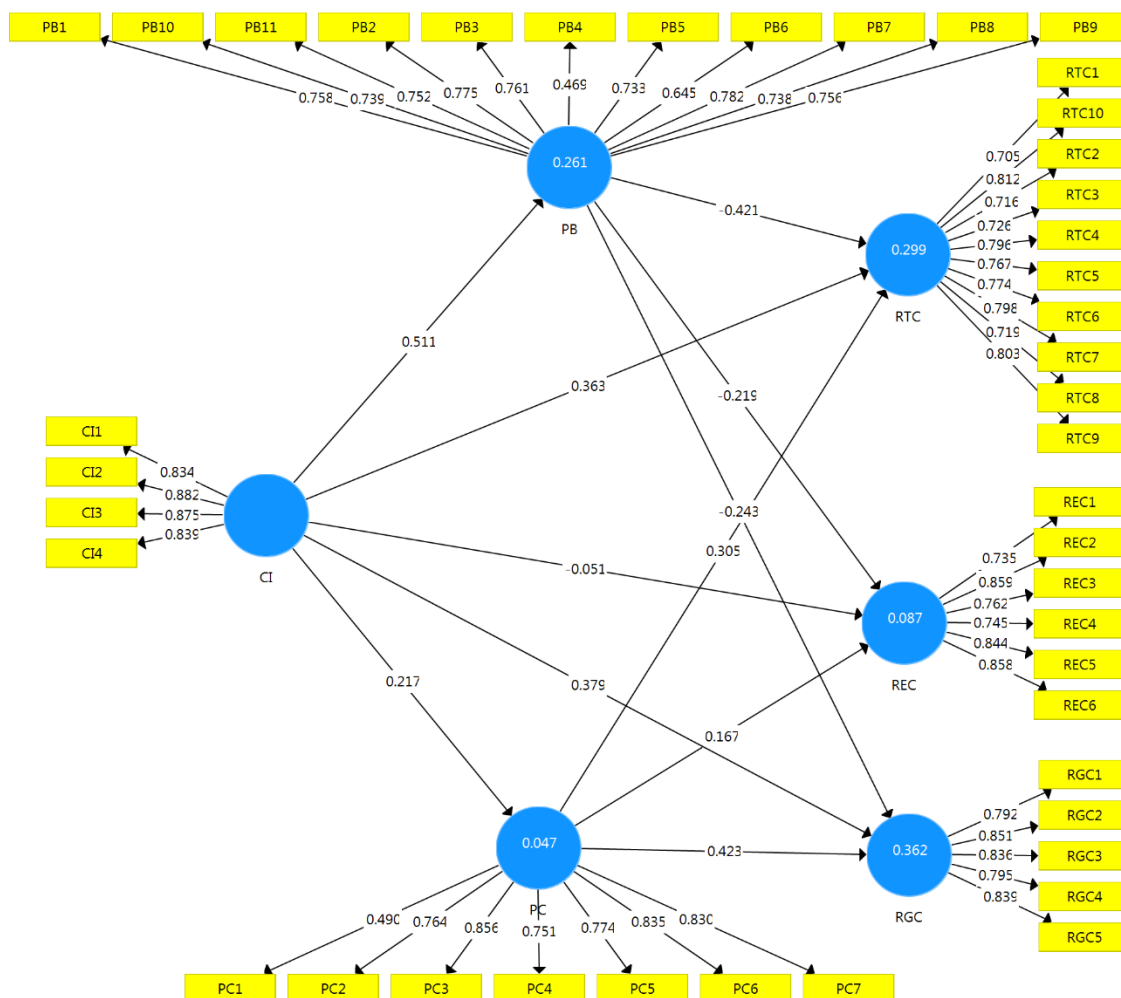 PB1 PB10 PB11 PB2 PB3 PB4 PB5 PB6 PB7 PB8 PB9
0.758 0.739 0.752 0.775 0.761 0.469 0.733 0.645 0.782 0.738 0.756
0.261
PB
RTC1
RTC10
RTC2
RTC3
RTC4
RTC5
RTC6
RTC7
RTC8
RTC9
0.705
0.812
0.716
0.726
0.796
0.767
0.774
0.798
0.719
0.803
0.299
RTC
-0.421
0.511
0.363
-0.219
CI1
CI2
CI3
CI4
0.834
0.882
0.875
0.839
CI
-0.243
0.305
-0.051
REC1
REC2
REC3
REC4
REC5
REC6
0.735
0.859
0.762
0.745
0.844
0.858
0.087
REC
0.217
0.379
0.167
RGC1
RGC2
RGC3
RGC4
RGC5
0.792
0.851
0.836
0.795
0.839
0.362
RGC
0.047
PC
0.423
0.490 0.764 0.856 0.751 0.774 0.835 0.830
PC1 PC2 PC3 PC4 PC5 PC6 PC7